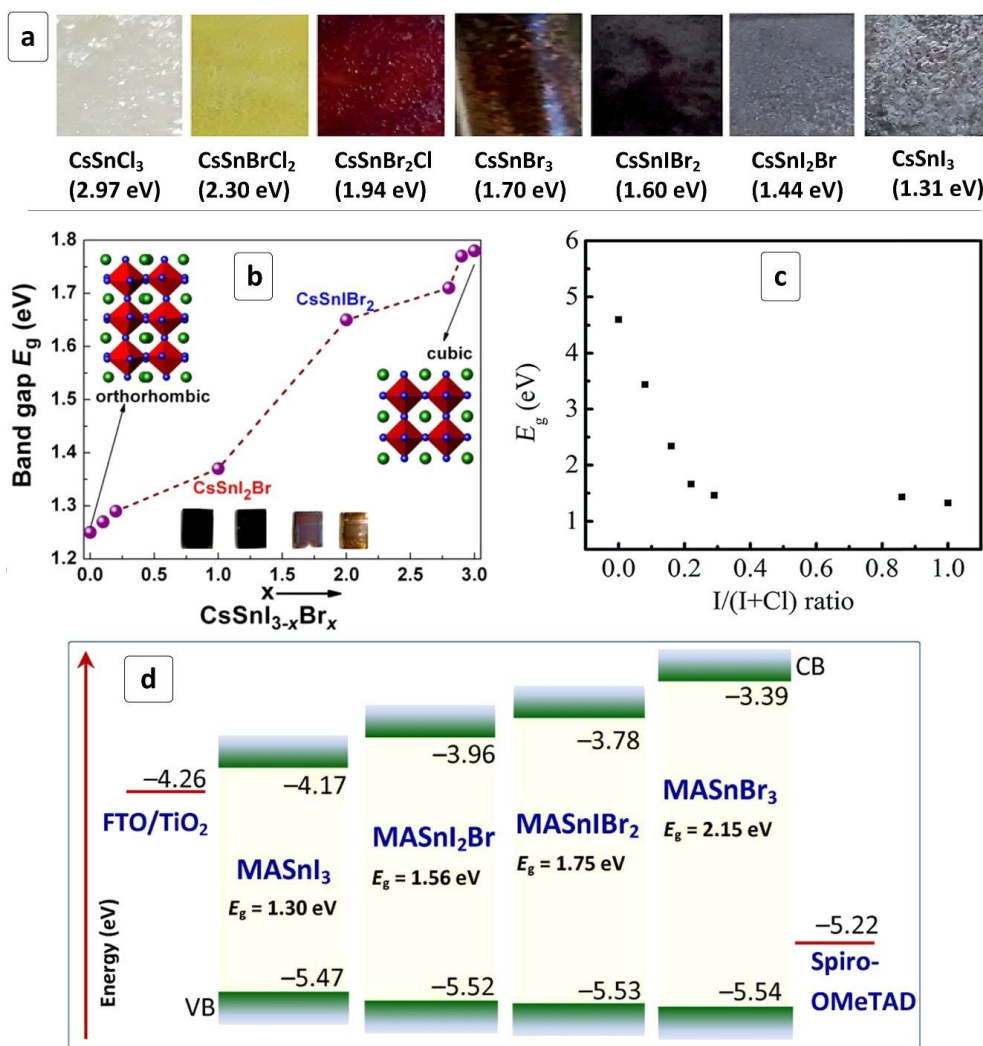 a
CsSnCl3 CsSnBrCl2 CsSnBr2Cl CsSnBr3 CsSnIBr2 CsSnI2Br CsSnI3
(2.97 eV) (2.30 eV) (1.94 eV) (1.70 eV) (1.60 eV) (1.44 eV) (1.31 eV)
b
Band gap Eg (eV)
1.8
1.7
1.6
1.5
1.4
1.3
1.2
CsSnIBr2
cubic
orthorhombic
CsSnI2Br
0.0 0.5 1.0 1.5 2.0 2.5 3.0
x
CsSnI3-xBrx
c
Eg (eV)
6
5
4
3
2
1
0.0 0.2 0.4 0.6 0.8 1.0
I/(I+Cl) ratio
d
Energy (eV)
CB
VB
–4.26
FTO/TiO2
–4.17
MASnI3
Eg = 1.30 eV
–5.47
–3.96
MASnI2Br
Eg = 1.56 eV
–5.52
–3.78
MASnIBr2
Eg = 1.75 eV
–5.53
–3.39
MASnBr3
Eg = 2.15 eV
–5.54
–5.22
Spiro-
OMeTAD